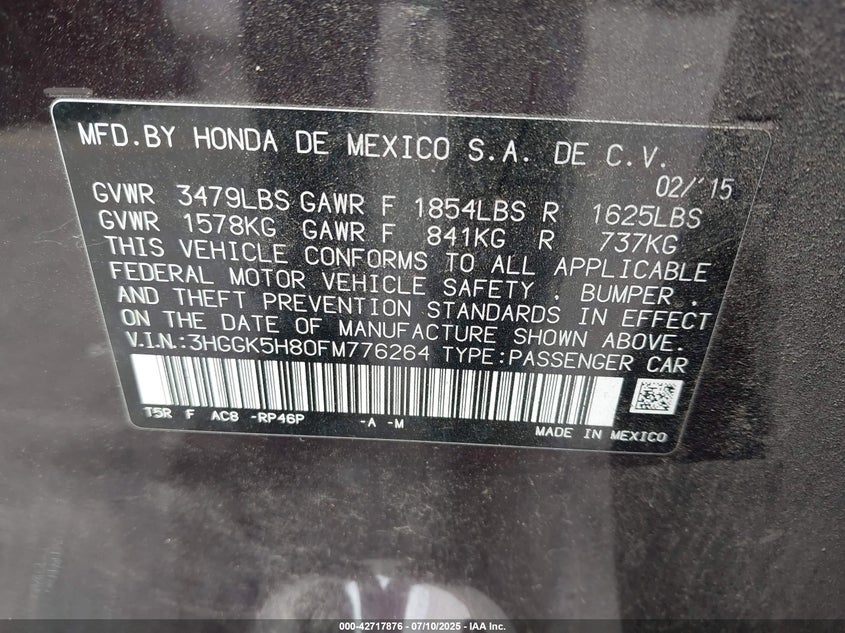 MFD.BY HONDA DE MEXICO S.A. DE C.V.
02/'15
GVWR 3479LBS GAWR F 1854LBS R 1625LBS
GVWR 1578KG GAWR F 841KG R 737KG
THIS VEHICLE CONFORMS TO ALL APPLICABLE
FEDERAL MOTOR VEHICLE SAFETY , BUMPER ,
AND THEFT PREVENTION STANDARDS IN EFFECT
ON THE DATE OF MANUFACTURE SHOWN ABOVE.
V.I.N.:3HGGK5H80FM776264 TYPE:PASSENGER CAR
T5R F AC8 -RP46P -A -M
MADE IN MEXICO
000-42717876 - 07/10/2025 - IAA Inc.